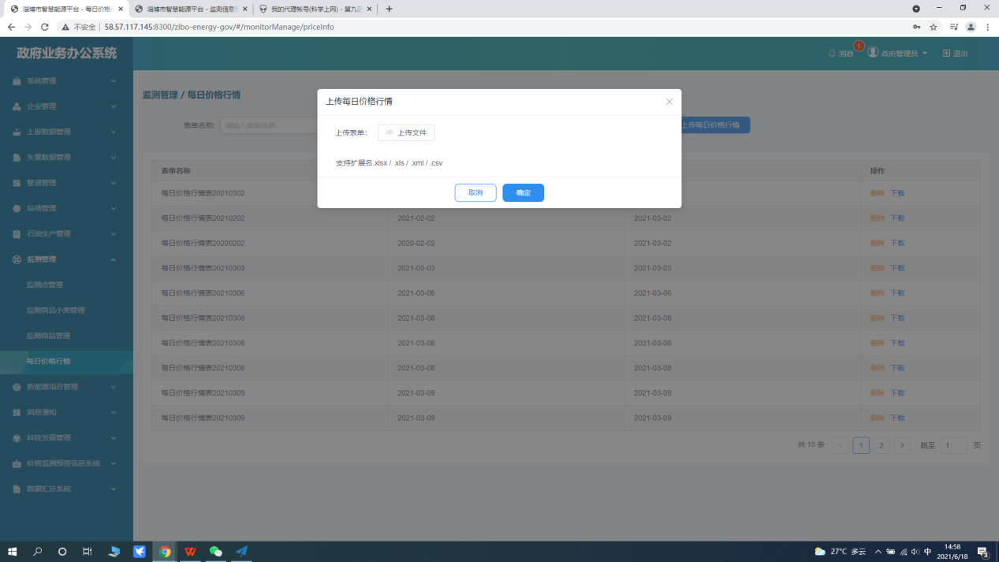 淄博市智慧能源平台 - 每日价格
淄博市智慧能源平台 - 监测信息
我的代理帐号(科学上网) - 第九
不安全 58.57.117.145:8300/zibo-energy-gov/#/monitorManage/priceInfo
政府业务办公系统
消息 1 政府管理员 退出
系统管理
企业管理
上报数据管理
矢量数据管理
管道管理
站场管理
石油生产管理
监测管理
监测点管理
监测商品小类管理
监测商品管理
每日价格行情
新能源项目管理
消息通知
科技发展管理
价格监测预警信息系统
数据汇总系统
监测管理 / 每日价格行情
表单名称: 请输入表单名称
上传每日价格行情
上传每日价格行情
上传表单: 上传文件
支持扩展名.xlsx / .xls / .xml / .csv
取消 确定
表单名称 操作
每日价格行情表20210302 删除 下载
每日价格行情表20210202 2021-02-02 2021-03-02 删除 下载
每日价格行情表20200202 2020-02-02 2021-03-02 删除 下载
每日价格行情表20210303 2021-03-03 2021-03-03 删除 下载
每日价格行情表20210306 2021-03-06 2021-03-06 删除 下载
每日价格行情表20210308 2021-03-08 2021-03-08 删除 下载
每日价格行情表20210308 2021-03-08 2021-03-08 删除 下载
每日价格行情表20210308 2021-03-08 2021-03-08 删除 下载
每日价格行情表20210309 2021-03-09 2021-03-09 删除 下载
每日价格行情表20210309 2021-03-09 2021-03-09 删除 下载
共 15 条 1 2 跳至 1 页
27°C 多云 中 14:58
2021/6/18 3